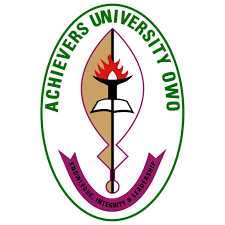 ACHIEVERS UNIVERSITY OWO
KNOWLEDGE, INTEGRITY & LEADERSHIP